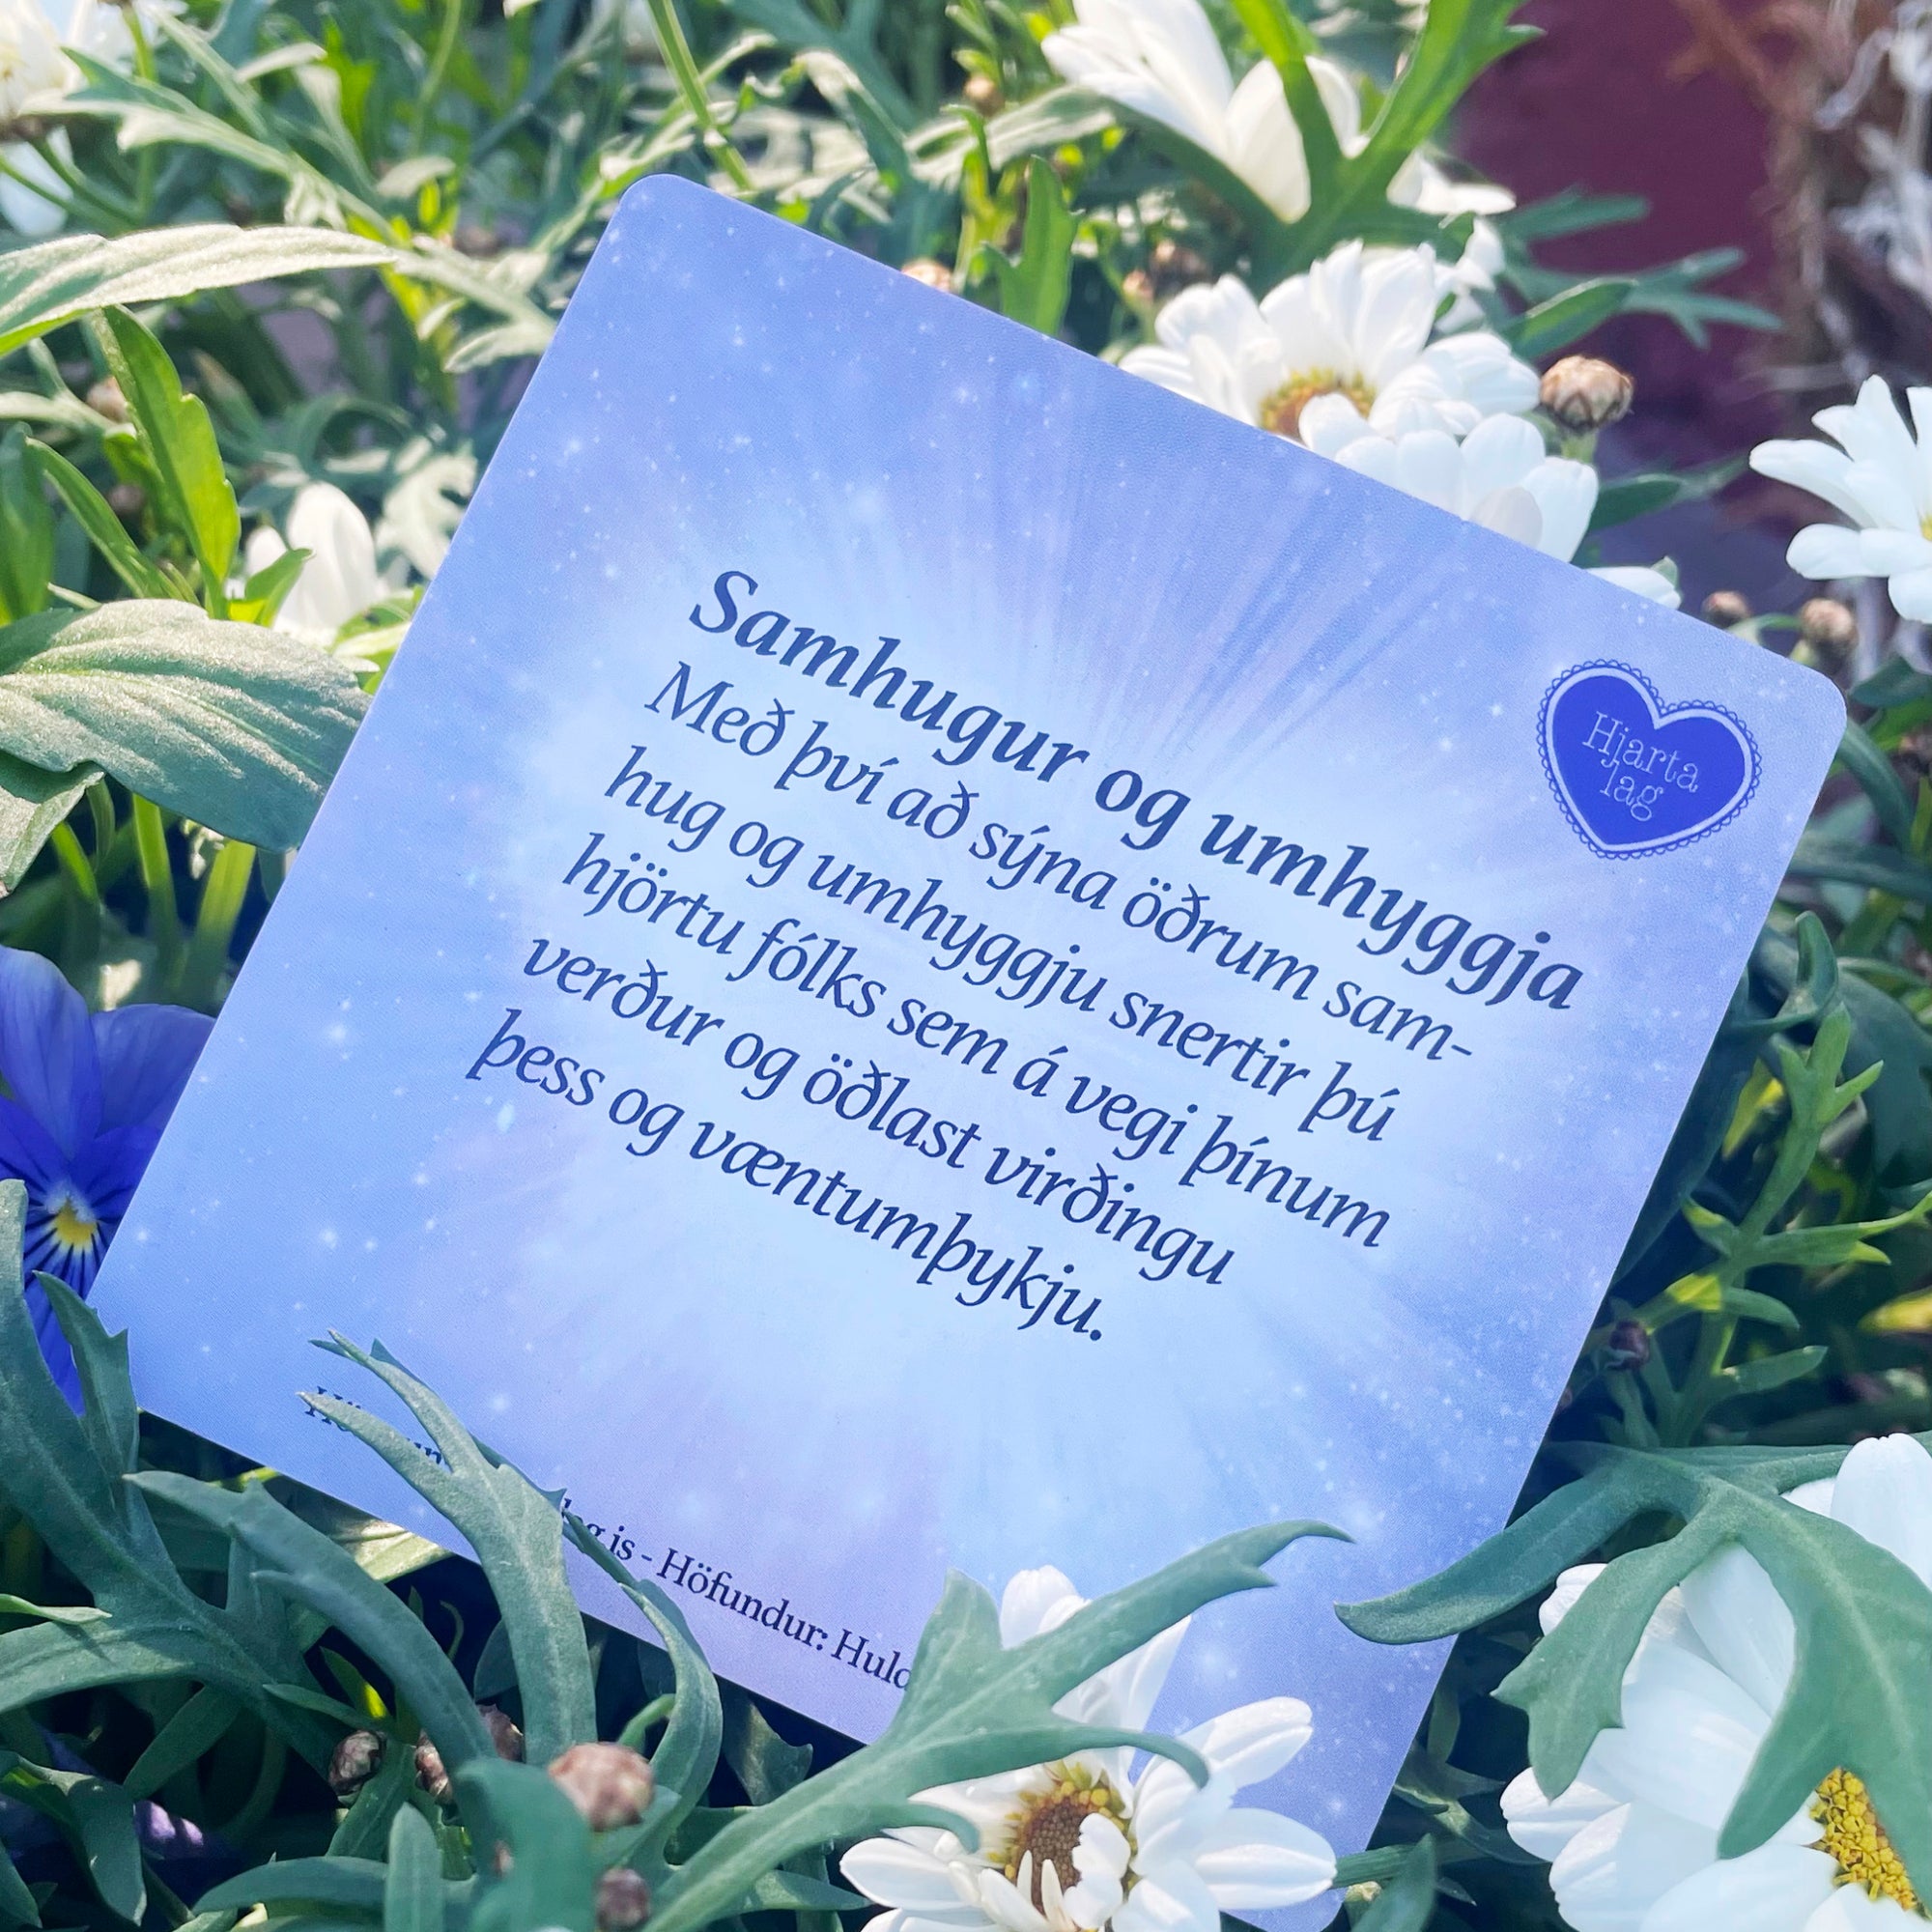 Samhugur og umhyggja
Með því að sýna öðrum sam-
hug og umhyggju snertir þú
hjörtu fólks sem á vegi þínum
verður og öðlast virðingu
þess og væntumþykju.
Hjarta
lag
is - Höfundur: